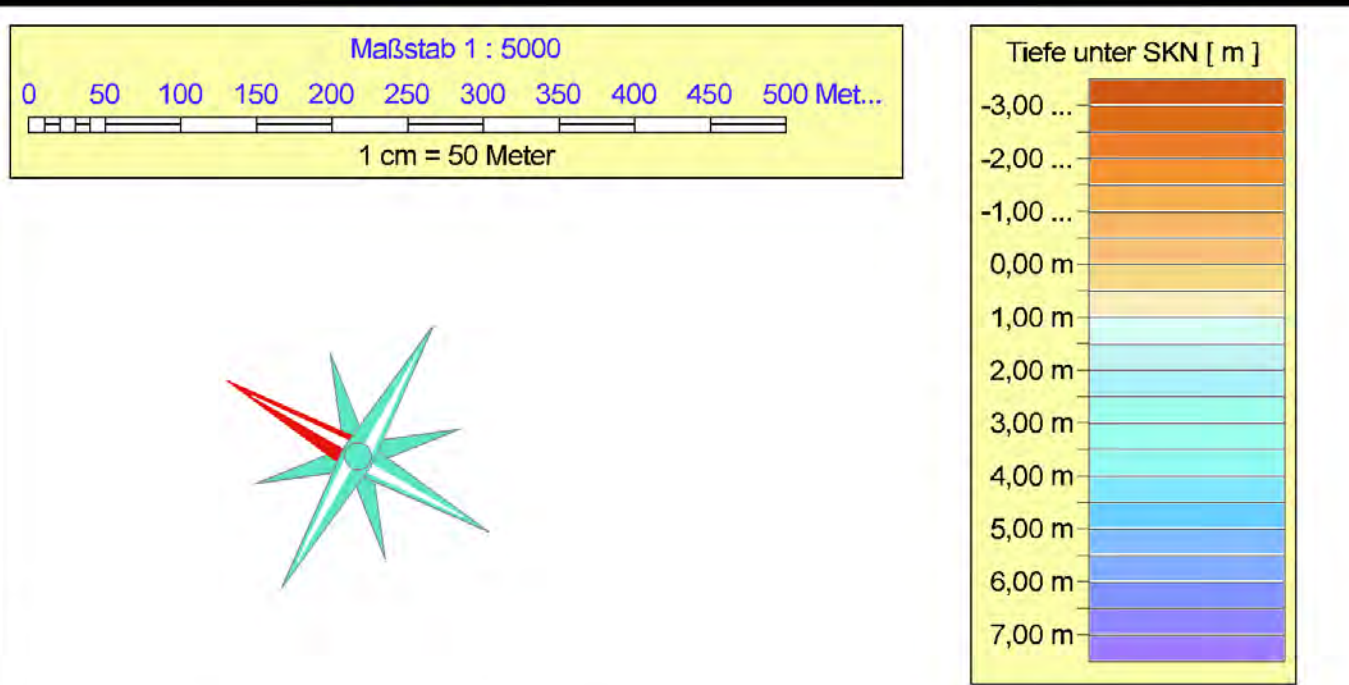 Maßstab 1 : 5000
0 50 100 150 200 250 300 350 400 450 500 Met...
1 cm = 50 Meter
Tiefe unter SKN [ m ]
-3,00 ...
-2,00 ...
-1,00 ...
0,00 m
1,00 m
2,00 m
3,00 m
4,00 m
5,00 m
6,00 m
7,00 m